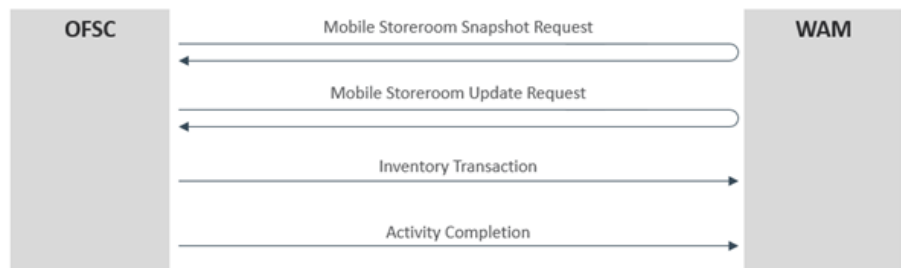 OFSC
Mobile Storeroom Snapshot Request
WAM
Mobile Storeroom Update Request
Inventory Transaction
Activity Completion